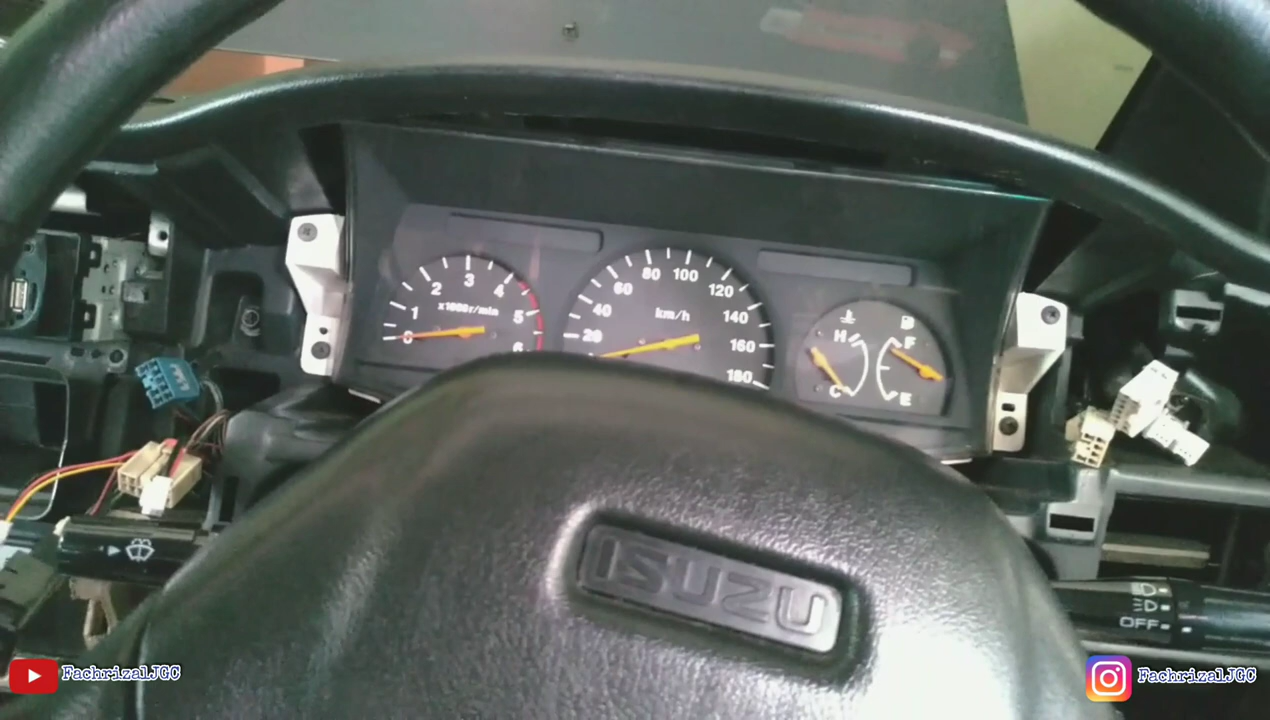 80 100
60 120
40 km/h 140
20 160
180
3
2 4
x1000r/min
1 5
0 6
H F
C E
ISUZU
OFF
FachrizalJGC
FachrizalJGC